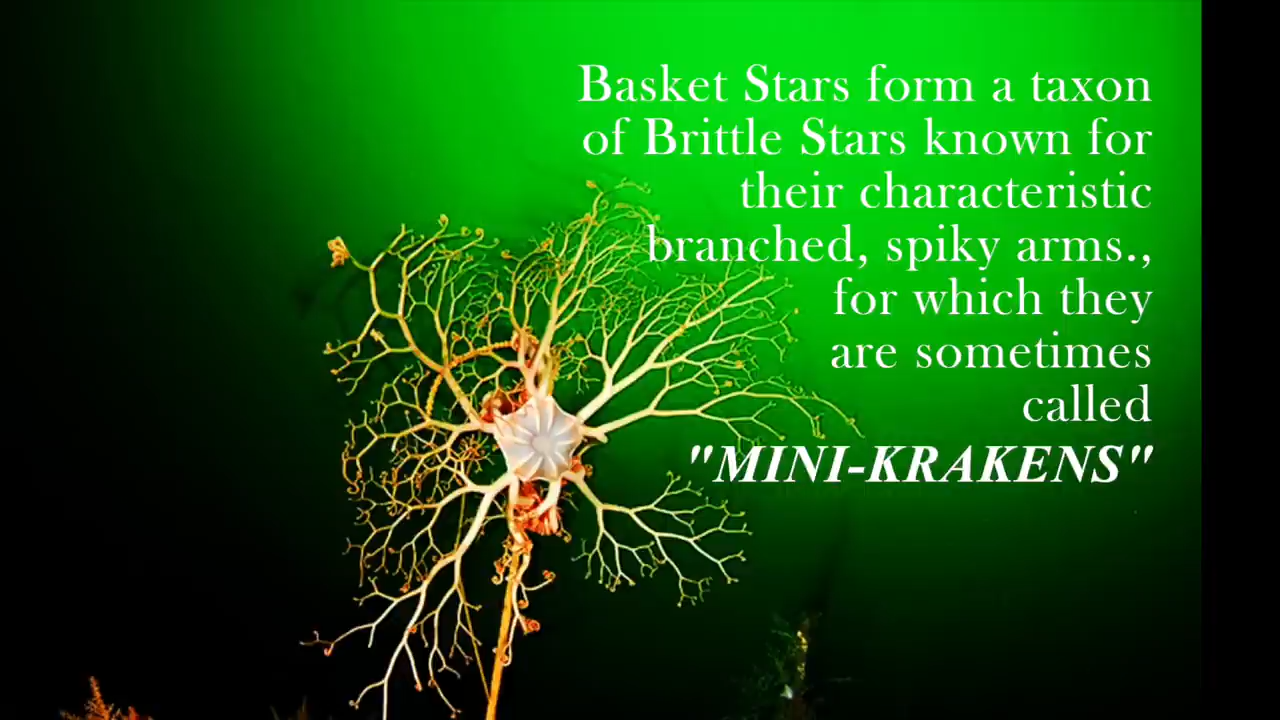 Basket Stars form a taxon
of Brittle Stars known for
their characteristic
branched, spiky arms.,
for which they
are sometimes
called
"MINI-KRAKENS"